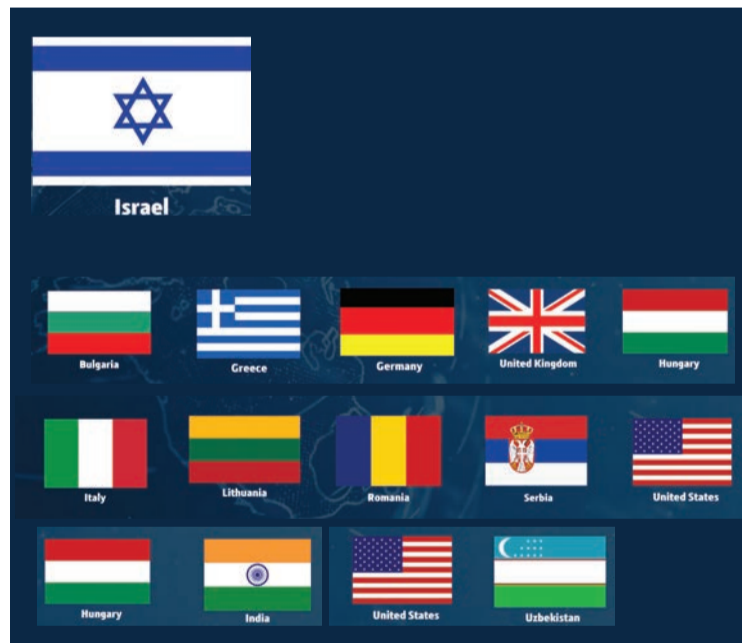 Israel
Bulgaria Greece Germany United Kingdom Hungary
Italy Lithuania Romania Serbia United States
Hungary India United States Uzbekistan